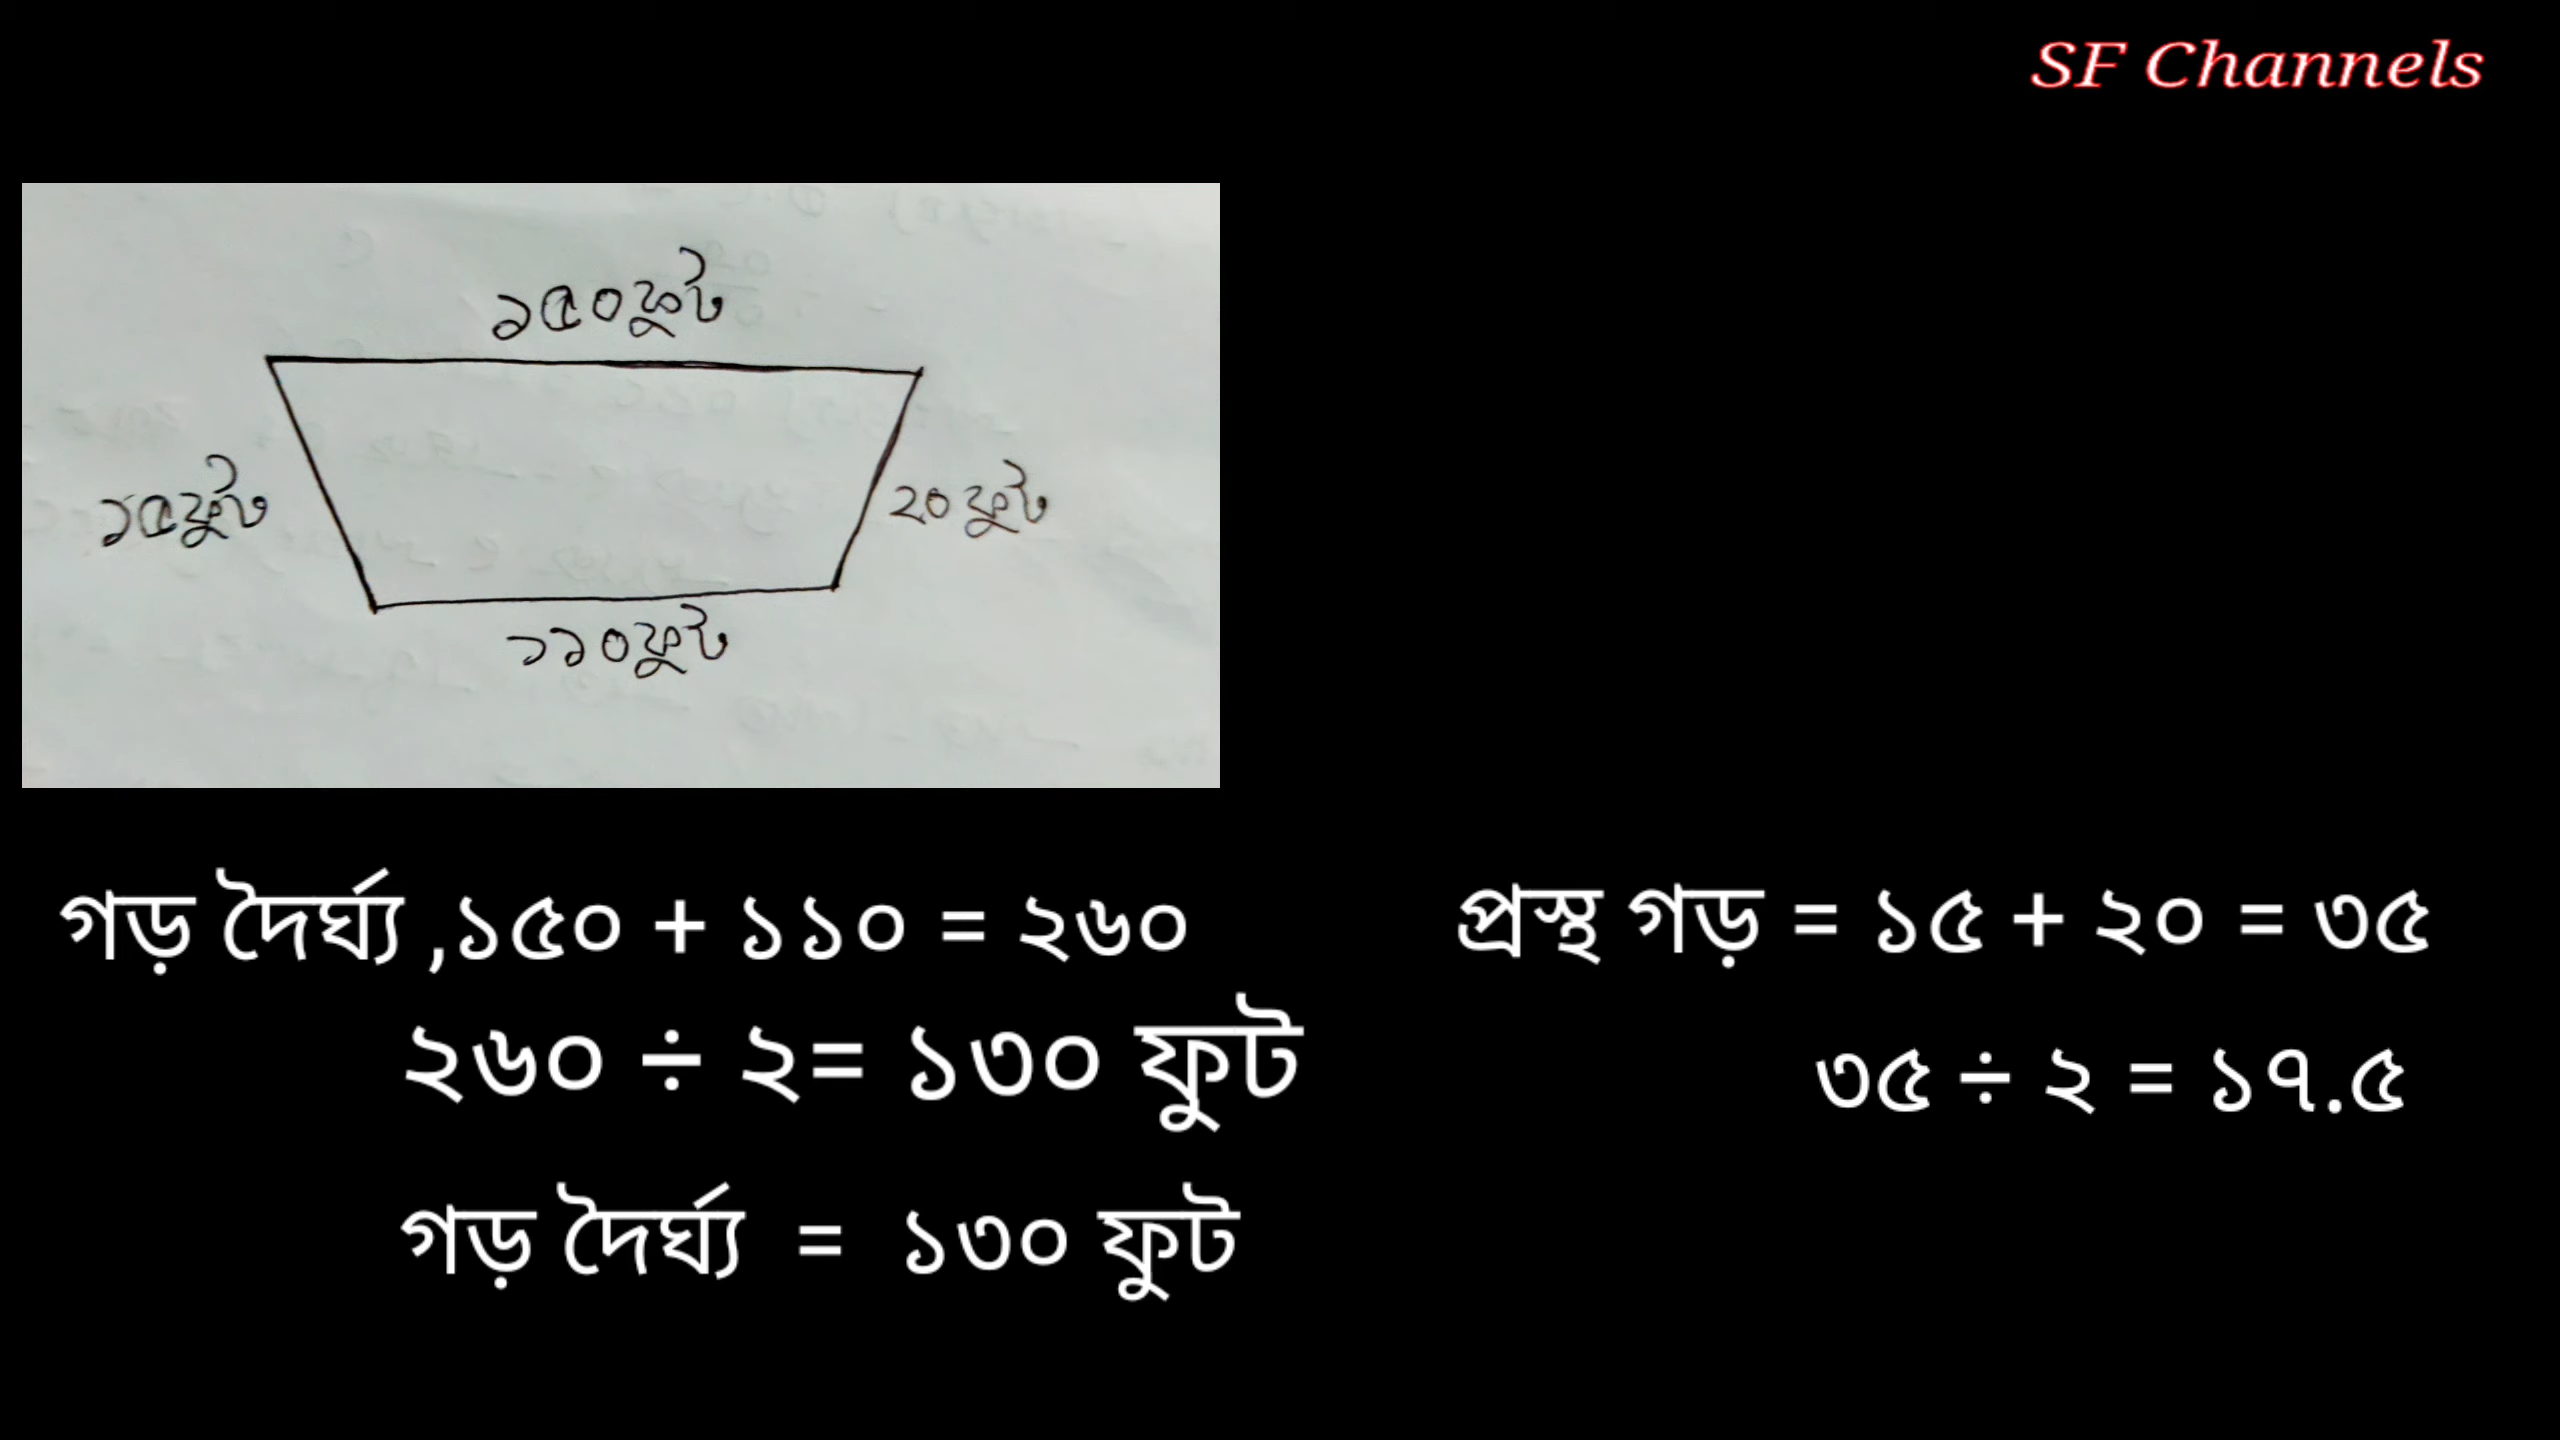 SF Channels
১৫০ফুট
১৫ফুট
২০ ফুট
১১০ফুট
গড় দৈর্ঘ্য ,১৫০ + ১১০ = ২৬০
২৬০ ÷ ২= ১৩০ ফুট
গড় দৈর্ঘ্য = ১৩০ ফুট
প্রস্থ গড় = ১৫ + ২০ = ৩৫
৩৫ ÷ ২ = ১৭.৫